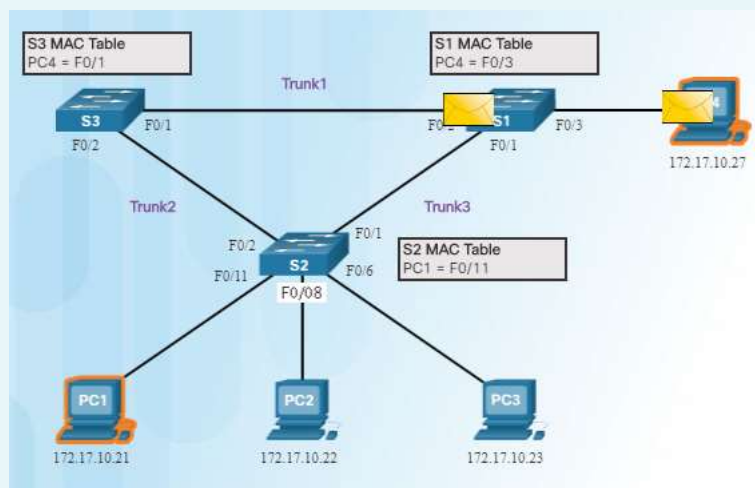 S3 MAC Table
PC4 = F0/1
S1 MAC Table
PC4 = F0/3
Trunk1
S3
F0/1
F0/2
S1
F0/3
F0/1
172.17.10.27
Trunk2
Trunk3
F0/2
F0/1
S2
F0/11
F0/6
F0/08
S2 MAC Table
PC1 = F0/11
PC1
PC2
PC3
172.17.10.21
172.17.10.22
172.17.10.23